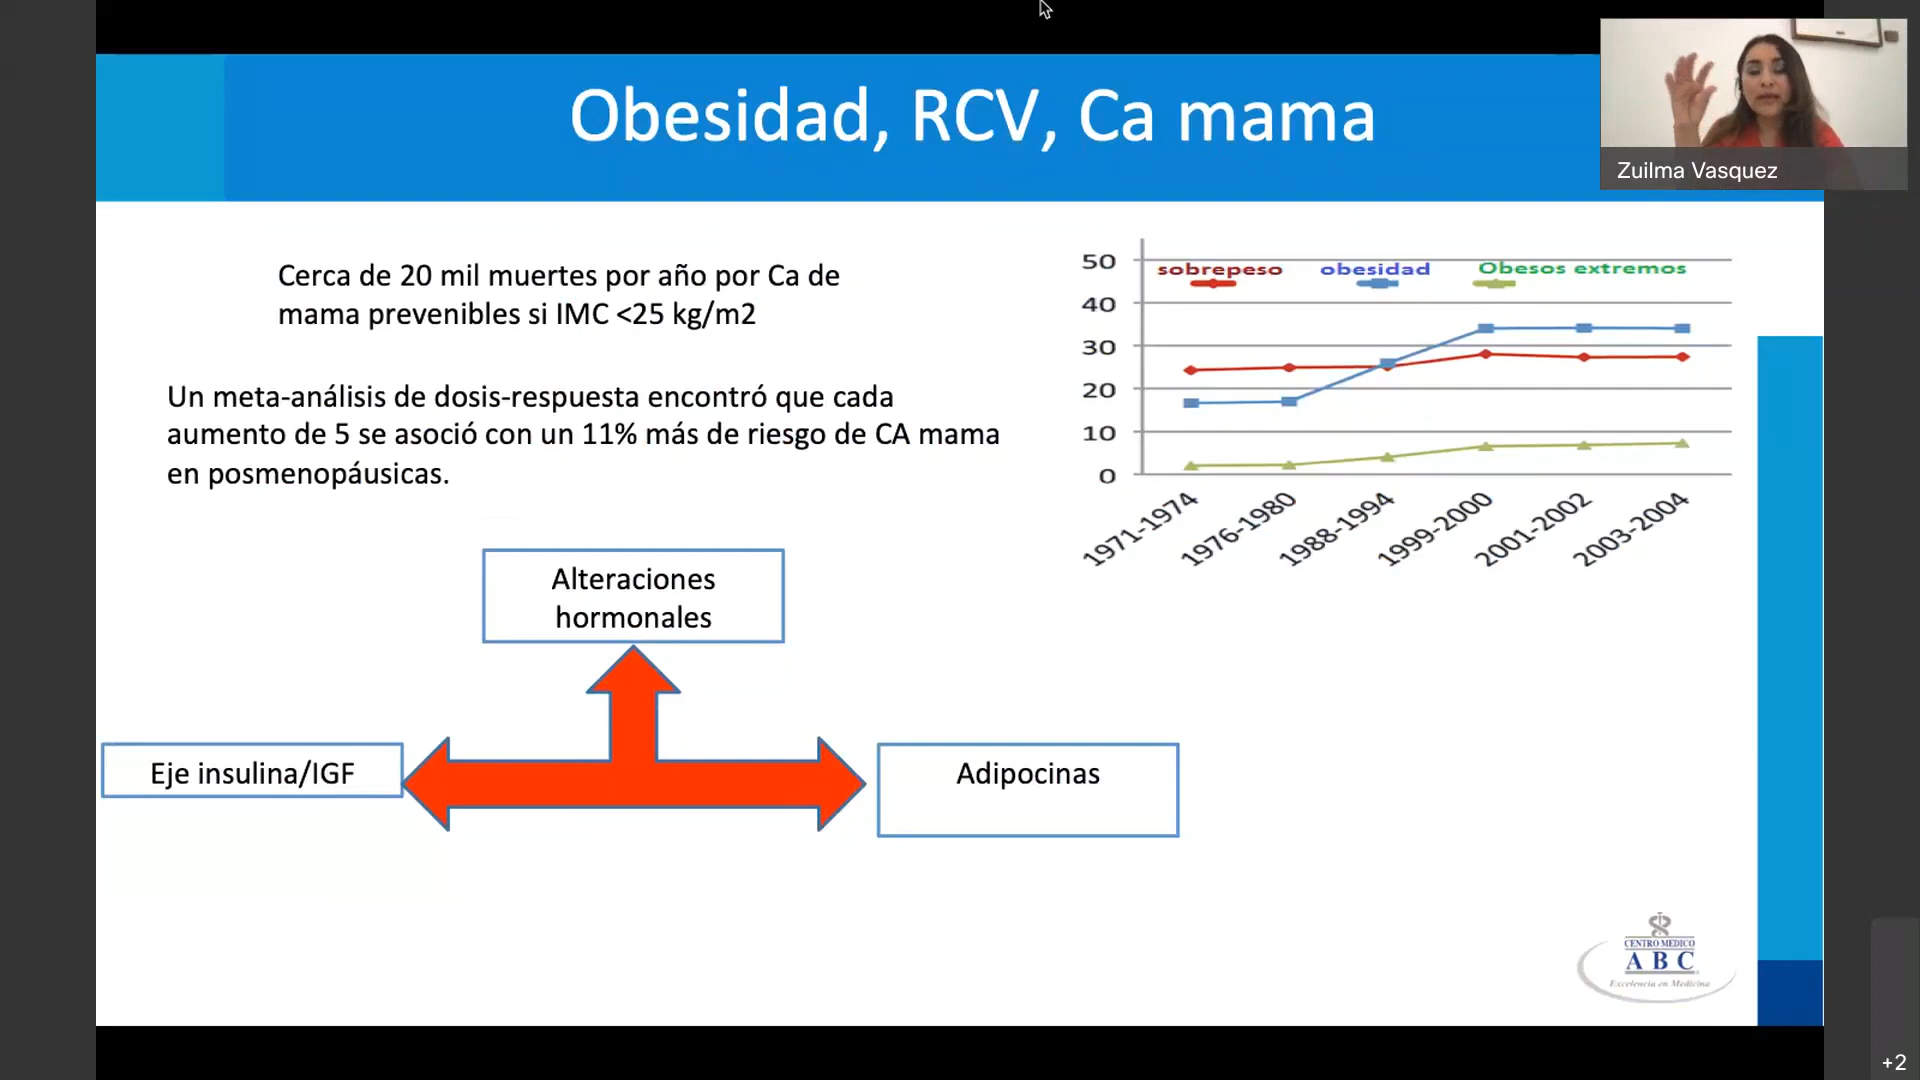 Obesidad, RCV, Ca mama
Zuilma Vasquez
Cerca de 20 mil muertes por año por Ca de
mama prevenibles si IMC <25 kg/m2
Un meta-análisis de dosis-respuesta encontró que cada
aumento de 5 se asoció con un 11% más de riesgo de CA mama
en posmenopáusicas.
sobrepeso obesidad Obesos extremos
50
40
30
20
10
0
1971-1974
1976-1980
1988-1994
1999-2000
2001-2002
2003-2004
Alteraciones
hormonales
Eje insulina/IGF
Adipocinas
CENTRO MEDICO
ABC
Excelencia en Medicina
+2